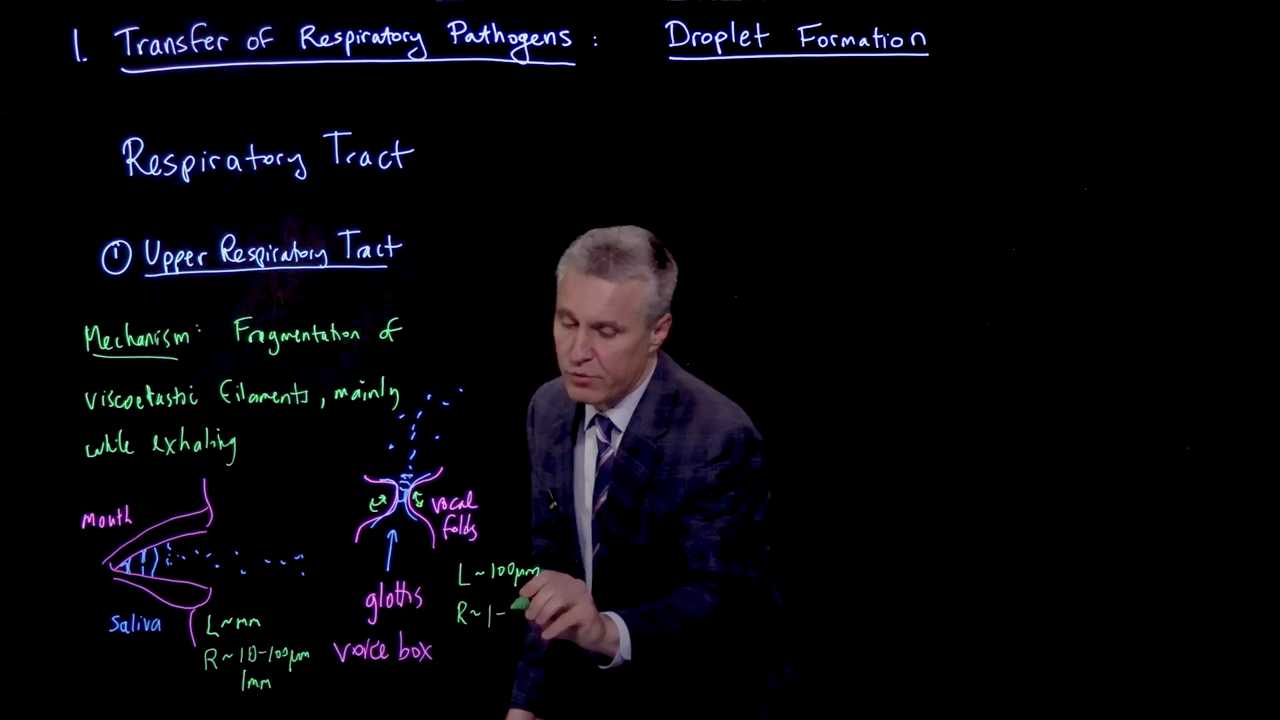 1. Transfer of Respiratory Pathogens : Droplet Formation
Respiratory Tract
① Upper Respiratory Tract
Mechanism: Fragmentation of
viscoelastic filaments, mainly
while exhaling
Mouth
Saliva
L ~ mm
R ~ 10-100μm
1mm
vocal
folds
glottis
voice box
L ~ 100μm
R ~ 1-